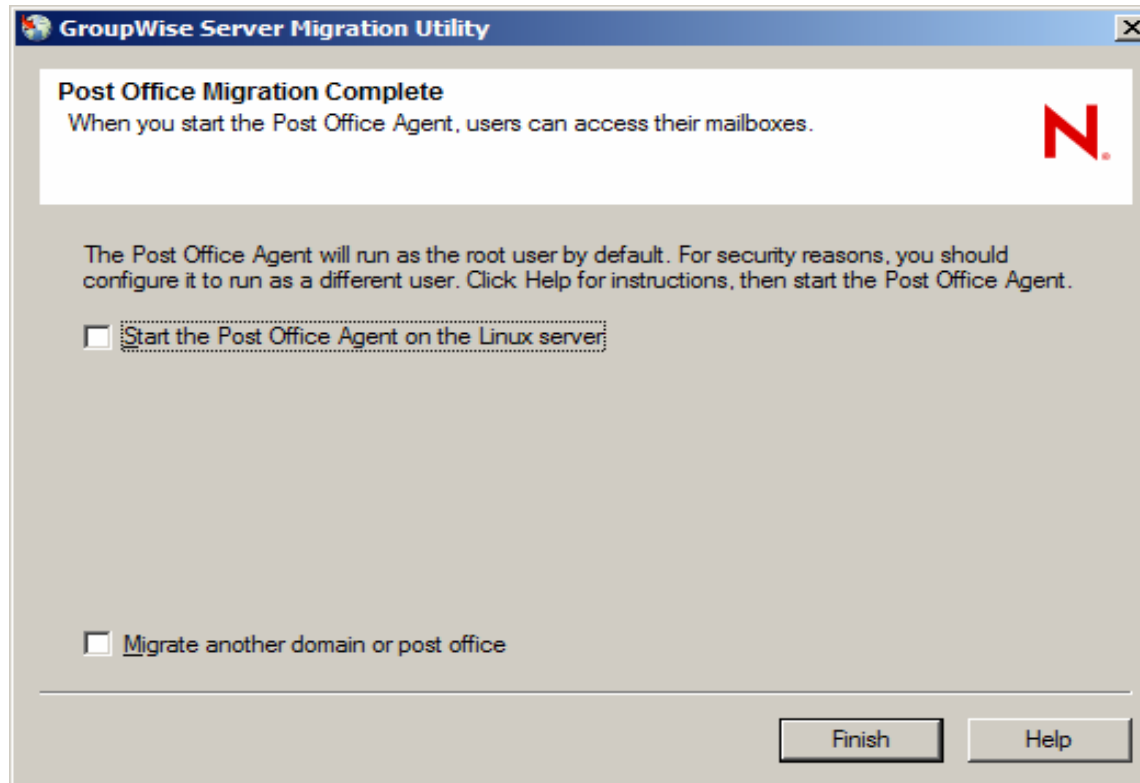 GroupWise Server Migration Utility
Post Office Migration Complete
When you start the Post Office Agent, users can access their mailboxes.
N®
The Post Office Agent will run as the root user by default. For security reasons, you should
configure it to run as a different user. Click Help for instructions, then start the Post Office Agent.
Start the Post Office Agent on the Linux server
Migrate another domain or post office
Finish
Help